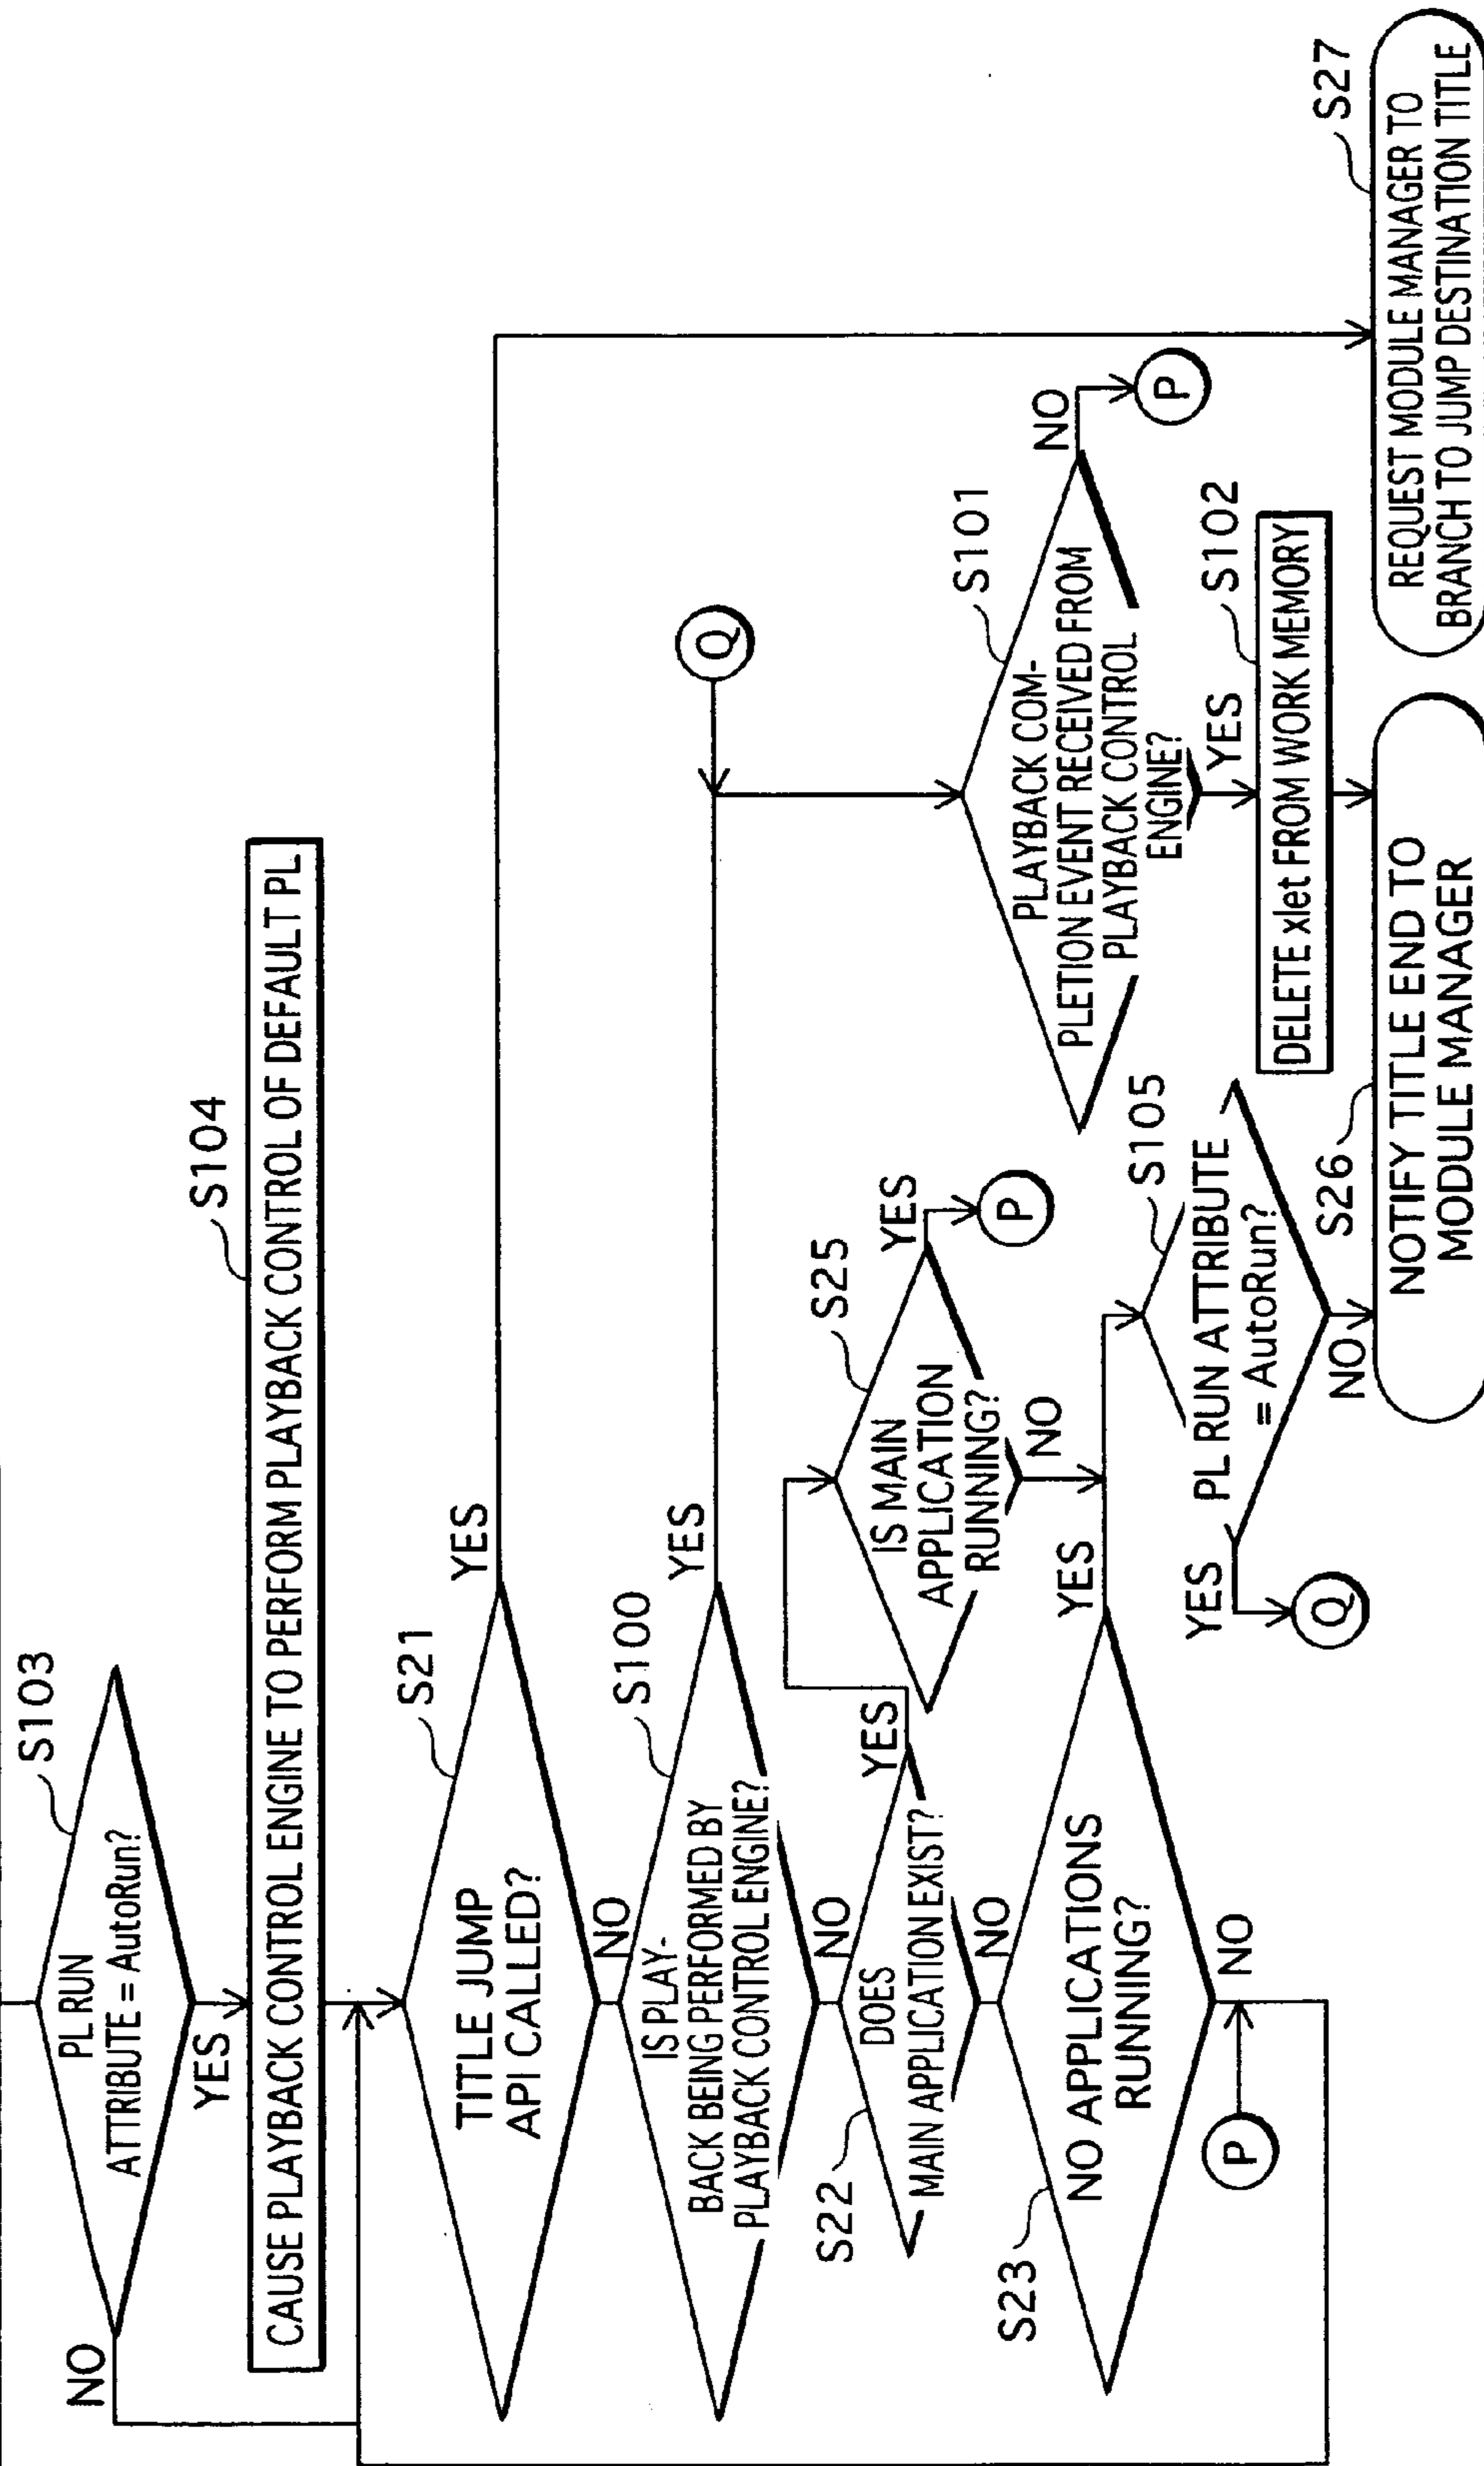 S103
PL RUN
ATTRIBUTE = AutoRun?
NO
YES
S104
CAUSE PLAYBACK CONTROL ENGINE TO PERFORM PLAYBACK CONTROL OF DEFAULT PL
S21
TITLE JUMP
API CALLED?
YES
NO
S100
IS PLAY-
BACK BEING PERFORMED BY
PLAYBACK CONTROL ENGINE?
YES
NO
Q
S22
DOES
MAIN APPLICATION EXIST?
YES
NO
S25
IS MAIN
APPLICATION
RUNNING?
YES
P
NO
S23
NO APPLICATIONS
RUNNING?
YES
NO
P
S101
PLAYBACK COM-
PLETION EVENT RECEIVED FROM
PLAYBACK CONTROL
ENGINE?
NO
P
YES
S102
DELETE xlet FROM WORK MEMORY
S105
PL RUN ATTRIBUTE
= AutoRun?
YES
Q
NO
S26
NOTIFY TITLE END TO
MODULE MANAGER
S27
REQUEST MODULE MANAGER TO
BRANCH TO JUMP DESTINATION TITLE